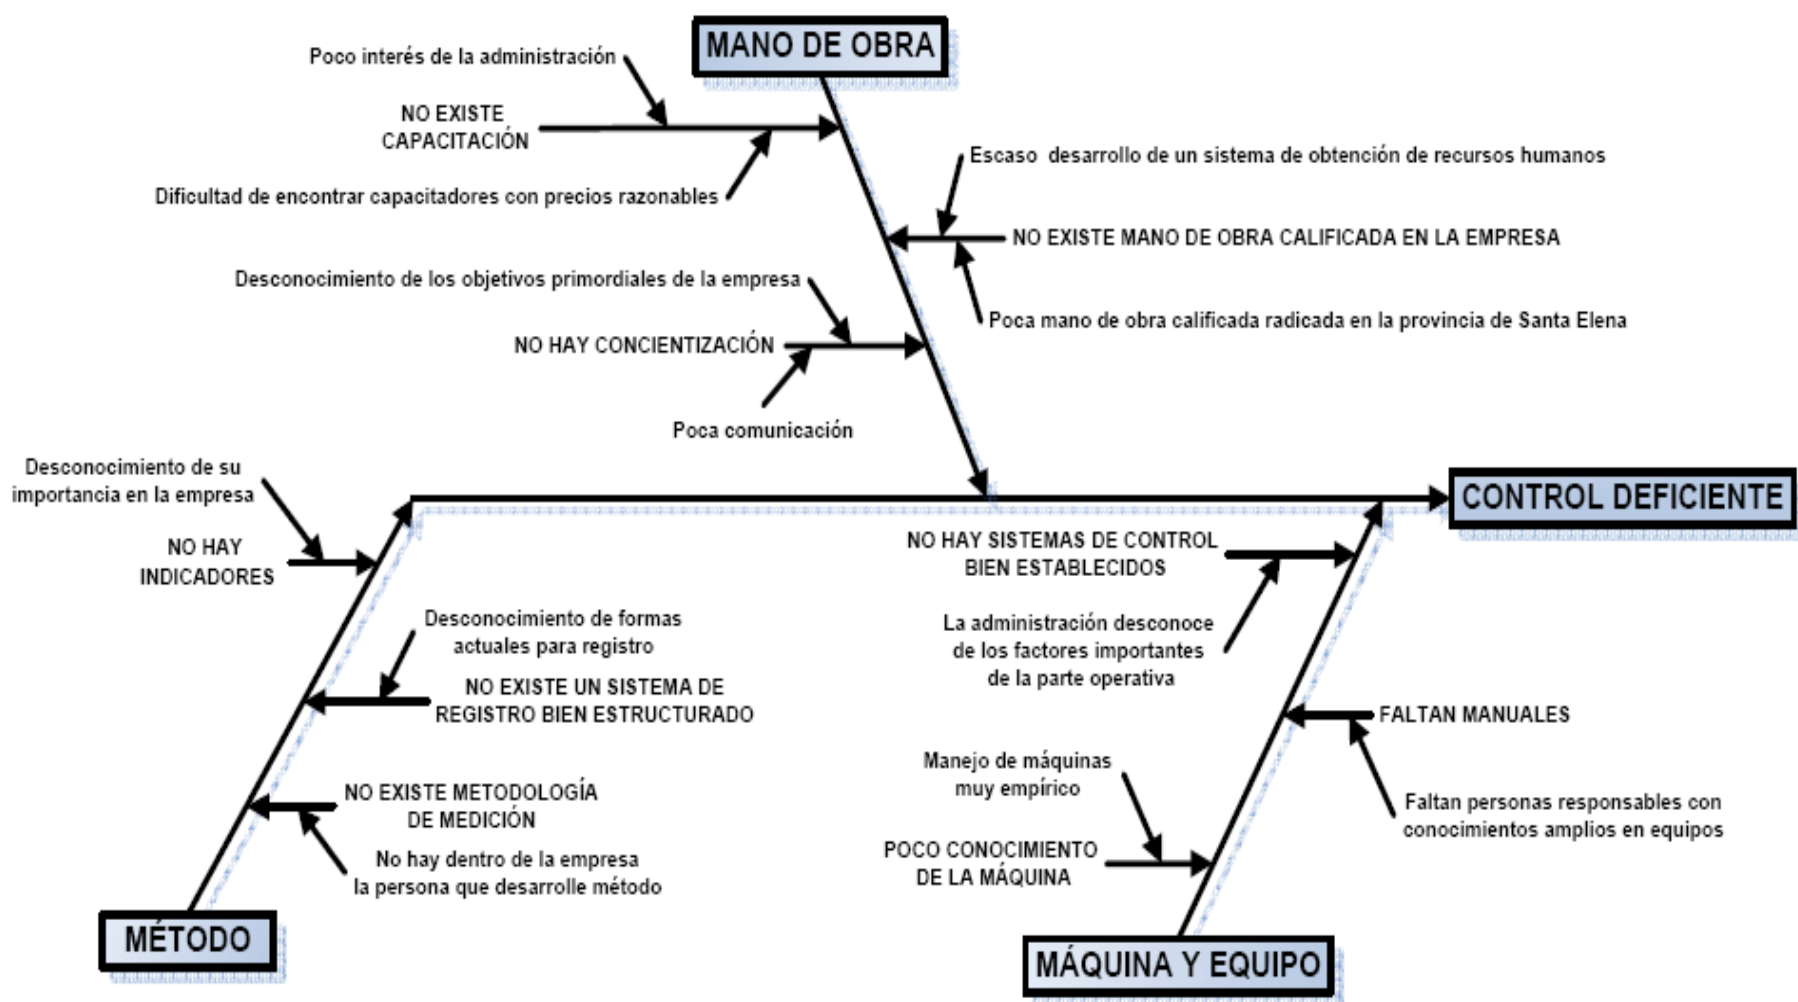 MANO DE OBRA
Poco interés de la administración
NO EXISTE
CAPACITACIÓN
Dificultad de encontrar capacitadores con precios razonables
Escaso desarrollo de un sistema de obtención de recursos humanos
NO EXISTE MANO DE OBRA CALIFICADA EN LA EMPRESA
Poca mano de obra calificada radicada en la provincia de Santa Elena
Desconocimiento de los objetivos primordiales de la empresa
NO HAY CONCIENTIZACIÓN
Poca comunicación
CONTROL DEFICIENTE
Desconocimiento de su
importancia en la empresa
NO HAY
INDICADORES
Desconocimiento de formas
actuales para registro
NO EXISTE UN SISTEMA DE
REGISTRO BIEN ESTRUCTURADO
NO EXISTE METODOLOGÍA
DE MEDICIÓN
No hay dentro de la empresa
la persona que desarrolle método
MÉTODO
NO HAY SISTEMAS DE CONTROL
BIEN ESTABLECIDOS
La administración desconoce
de los factores importantes
de la parte operativa
FALTAN MANUALES
Faltan personas responsables con
conocimientos amplios en equipos
Manejo de máquinas
muy empírico
POCO CONOCIMIENTO
DE LA MÁQUINA
MÁQUINA Y EQUIPO